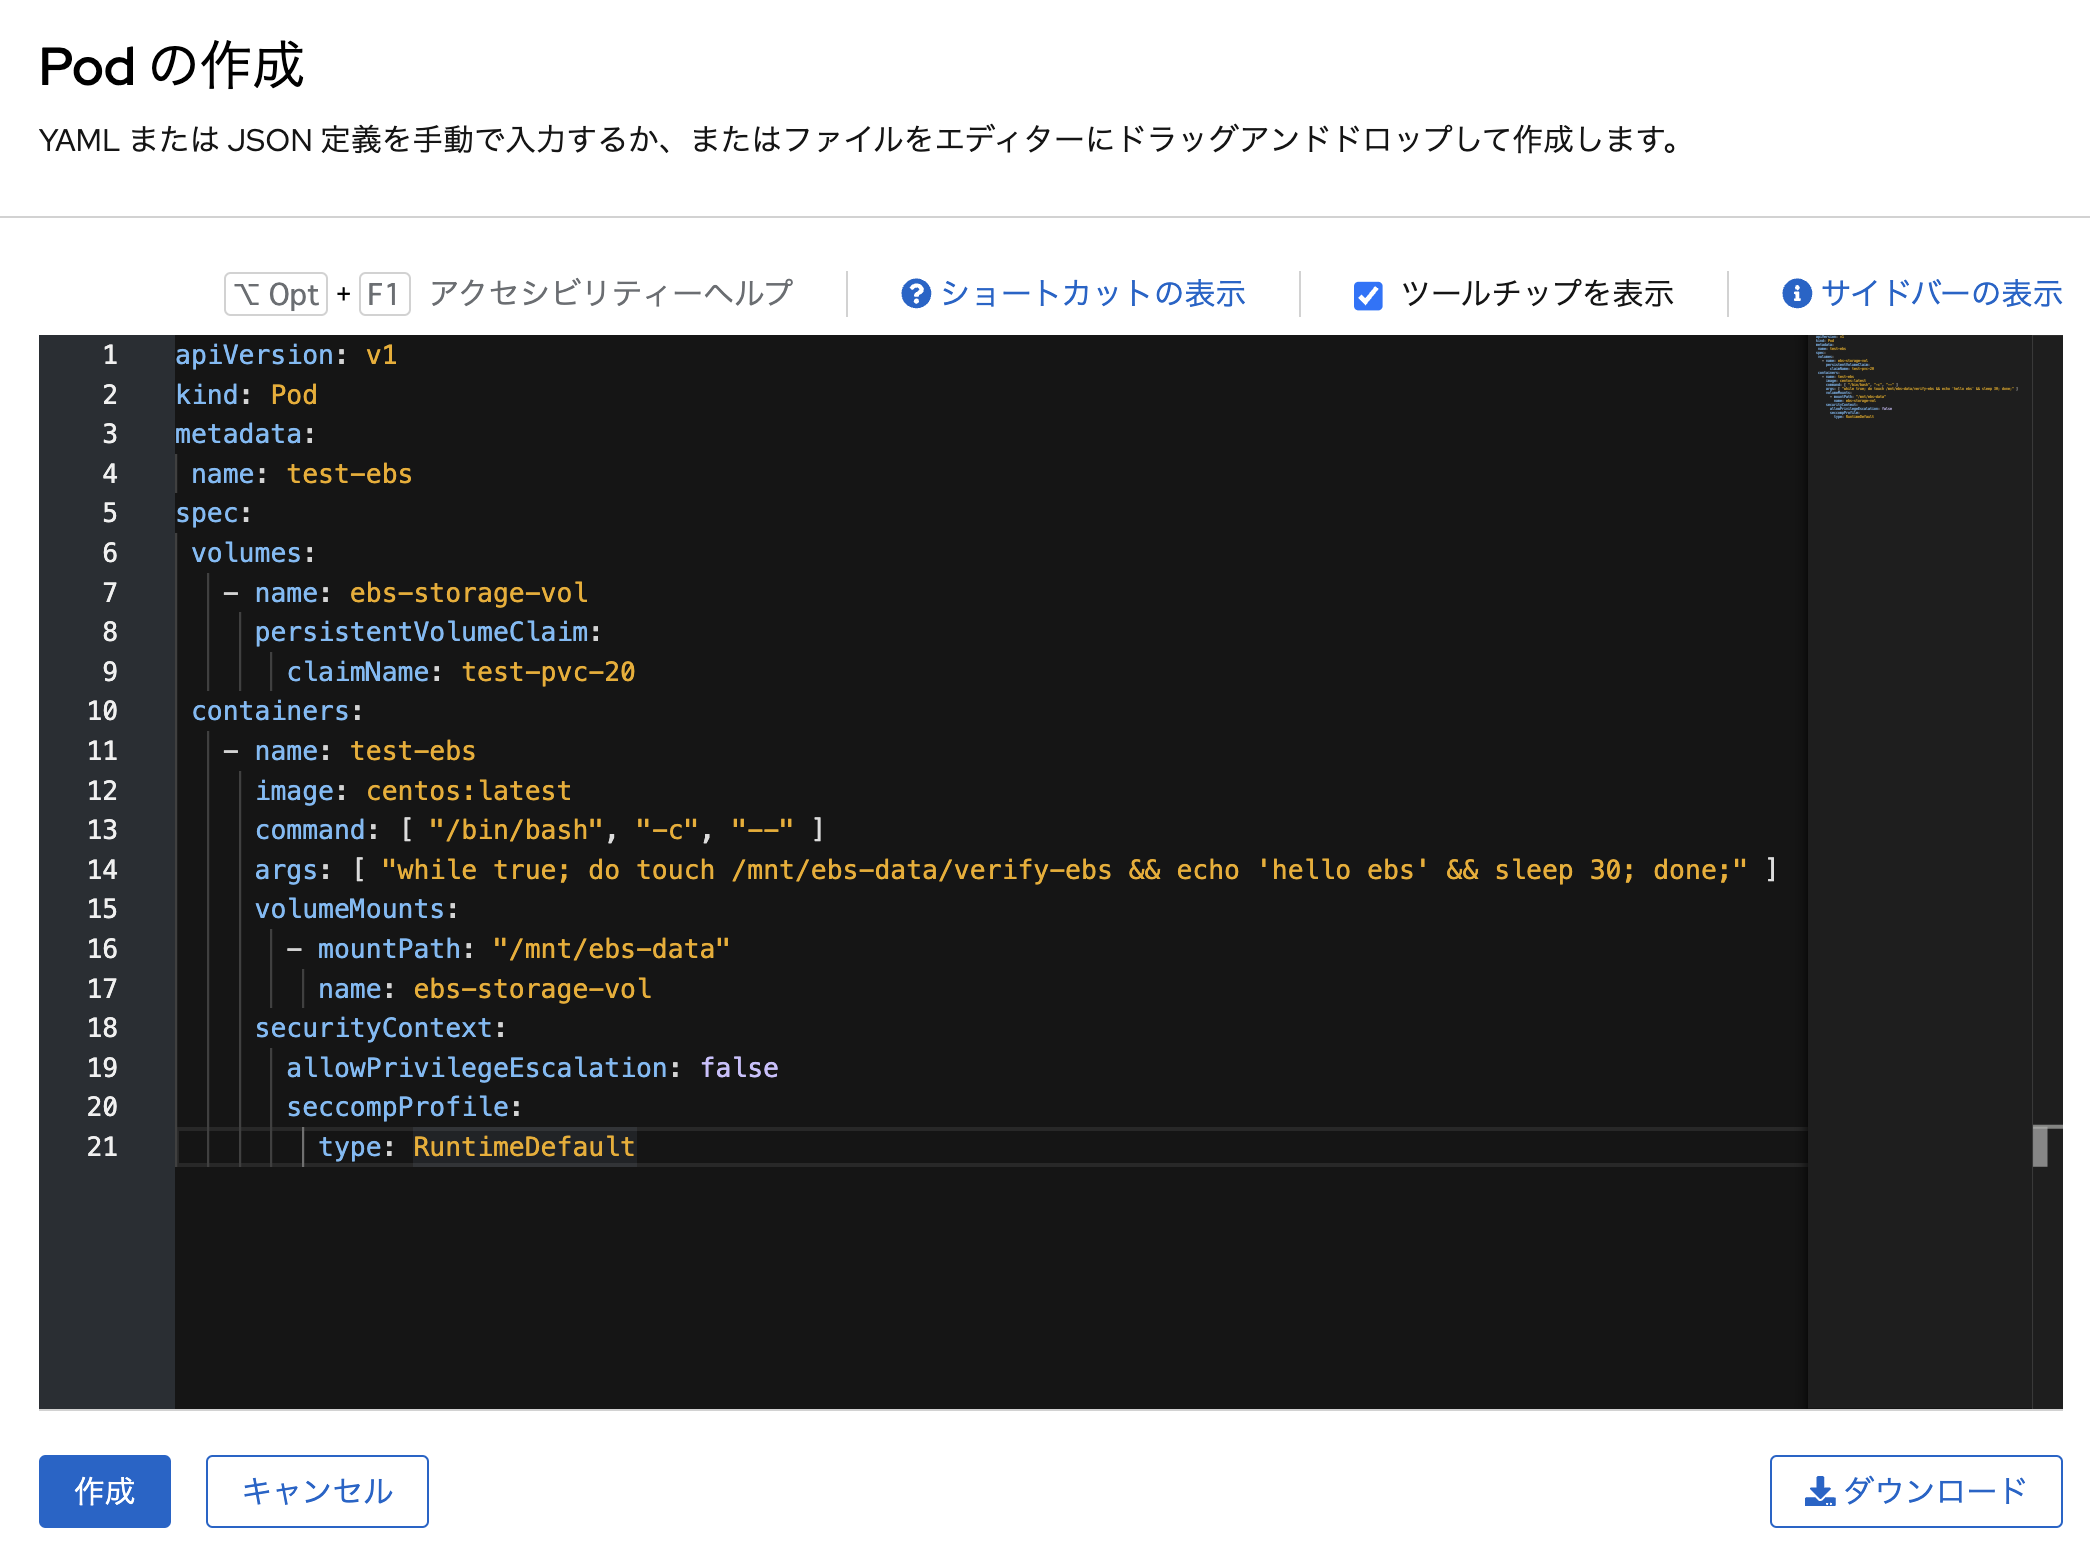 Pod の作成
YAML または JSON 定義を手動で入力するか、またはファイルをエディターにドラッグアンドドロップして作成します。
⌥ Opt + F1 アクセシビリティーヘルプ
ショートカットの表示
ツールチップを表示
サイドバーの表示
1 apiVersion: v1
2 kind: Pod
3 metadata:
4  name: test-ebs
5 spec:
6  volumes:
7    - name: ebs-storage-vol
8      persistentVolumeClaim:
9        claimName: test-pvc-20
10  containers:
11    - name: test-ebs
12      image: centos:latest
13      command: [ "/bin/bash", "-c", "--" ]
14      args: [ "while true; do touch /mnt/ebs-data/verify-ebs && echo 'hello ebs' && sleep 30; done;" ]
15      volumeMounts:
16        - mountPath: "/mnt/ebs-data"
17          name: ebs-storage-vol
18      securityContext:
19        allowPrivilegeEscalation: false
20        seccompProfile:
21          type: RuntimeDefault
作成
キャンセル
ダウンロード